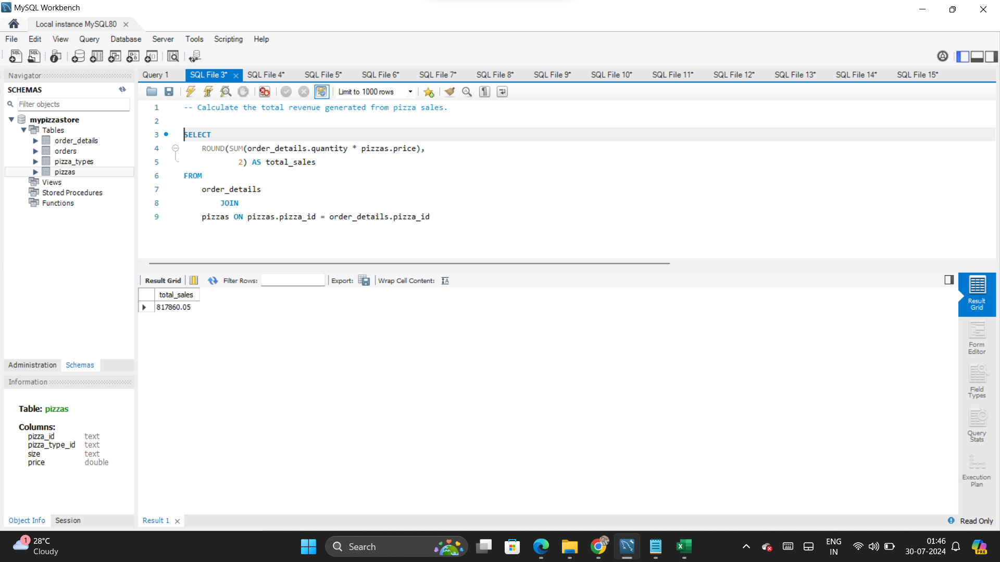 MySQL Workbench
Local instance MySQL80
File Edit View Query Database Server Tools Scripting Help
Navigator
Query 1 SQL File 3* SQL File 4* SQL File 5* SQL File 6* SQL File 7* SQL File 8* SQL File 9* SQL File 10* SQL File 11* SQL File 12* SQL File 13* SQL File 14* SQL File 15*
SCHEMAS
Limit to 1000 rows
Filter objects
mypizzastore
Tables
order_details
orders
pizza_types
pizzas
Views
Stored Procedures
Functions
1 -- Calculate the total revenue generated from pizza sales.
2
3 SELECT
4 ROUND(SUM(order_details.quantity * pizzas.price),
5 2) AS total_sales
6 FROM
7 order_details
8 JOIN
9 pizzas ON pizzas.pizza_id = order_details.pizza_id
Result Grid Filter Rows: Export: Wrap Cell Content:
total_sales
817860.05
Result
Grid
Form
Editor
Field
Types
Query
Stats
Execution
Plan
Administration Schemas
Information
Table: pizzas
Columns:
pizza_id text
pizza_type_id text
size text
price double
Object Info Session
Result 1
Read Only
1
28°C
Cloudy
Search
ENG
IN
01:46
30-07-2024
PRE